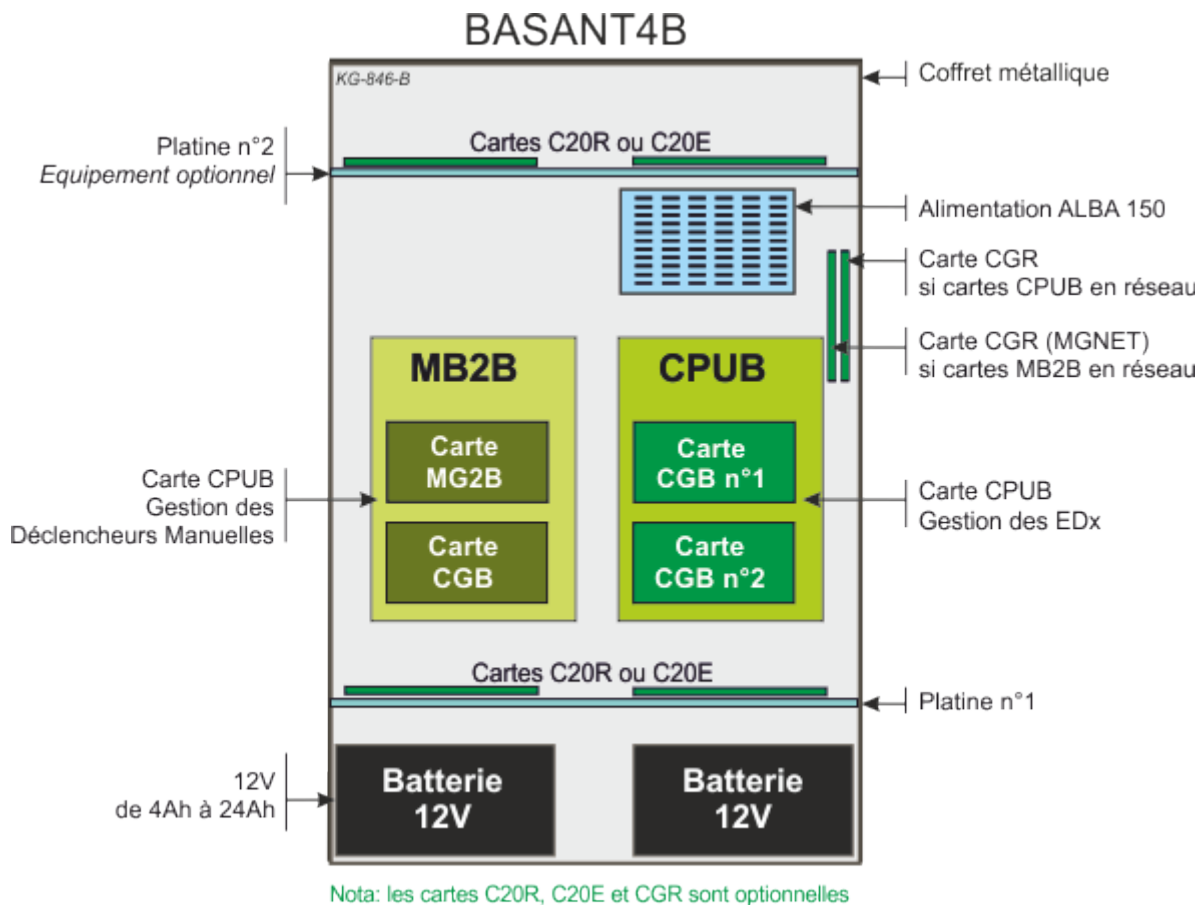 BASANT4B
KG-846-B
Coffret métallique
Platine n°2
Equipement optionnel
Cartes C20R ou C20E
Alimentation ALBA 150
Carte CGR
si cartes CPUB en réseau
Carte CGR (MGNET)
si cartes MB2B en réseau
MB2B
CPUB
Carte
MG2B
Carte
CGB n°1
Carte CPUB
Gestion des
Déclencheurs Manuelles
Carte CPUB
Gestion des EDx
Carte
CGB
Carte
CGB n°2
Cartes C20R ou C20E
Platine n°1
12V
de 4Ah à 24Ah
Batterie
12V
Batterie
12V
Nota: les cartes C20R, C20E et CGR sont optionnelles